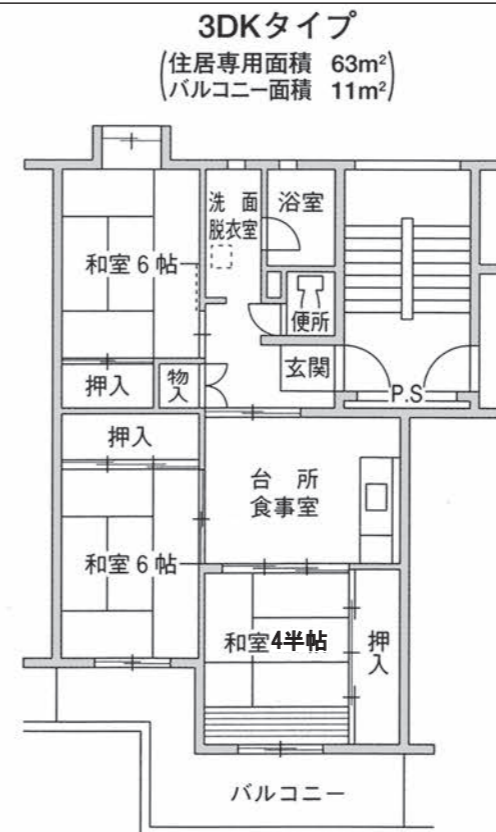 3DKタイプ
(住居専用面積 63m²)
(バルコニー面積 11m²)
洗面
脱衣室
浴室
和室6帖
便所
押入
物入
玄関
P.S
押入
台所
食事室
和室6帖
和室4半帖
押入
バルコニー